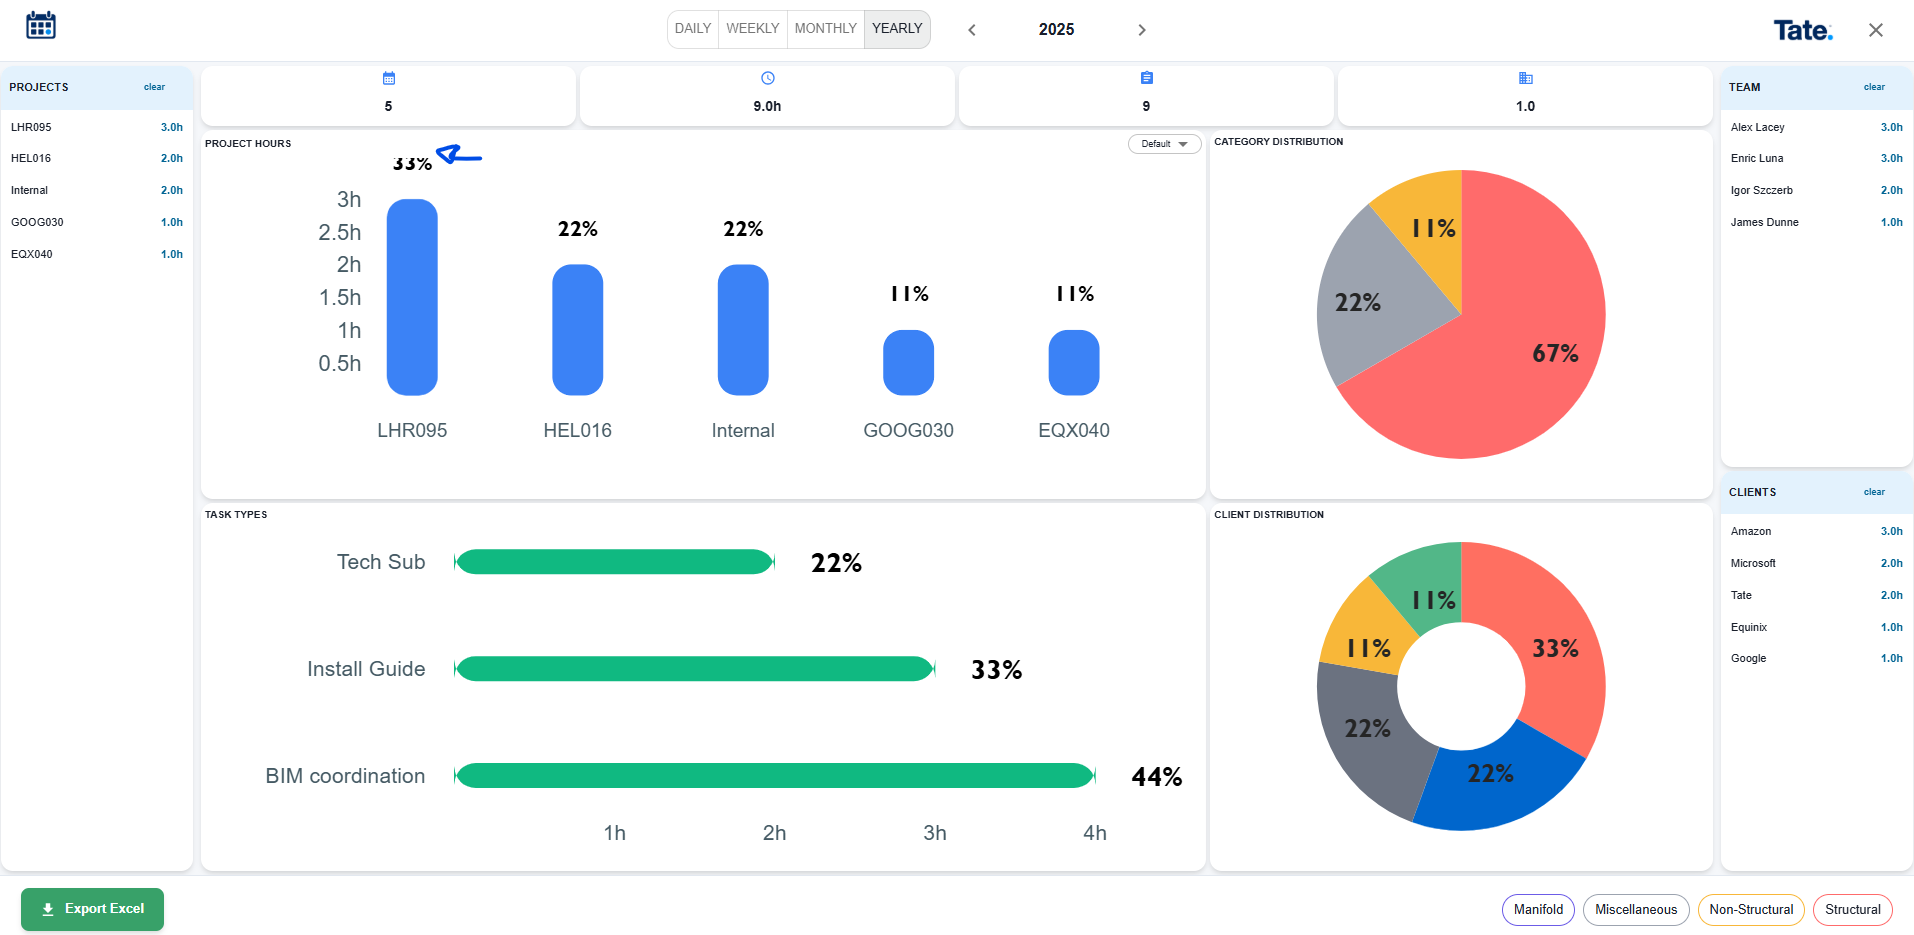 DAILY WEEKLY MONTHLY YEARLY
2025
Tate.
PROJECTS clear
LHR095 3.0h
HEL016 2.0h
Internal 2.0h
GOOG030 1.0h
EQX040 1.0h
5
9.0h
9
1.0
PROJECT HOURS
Default
33%
22%
22%
11%
11%
3h
2.5h
2h
1.5h
1h
0.5h
LHR095 HEL016 Internal GOOG030 EQX040
CATEGORY DISTRIBUTION
11%
22%
67%
TASK TYPES
Tech Sub 22%
Install Guide 33%
BIM coordination 44%
1h 2h 3h 4h
CLIENT DISTRIBUTION
11%
11%
33%
22%
22%
TEAM clear
Alex Lacey 3.0h
Enric Luna 3.0h
Igor Szczerb 2.0h
James Dunne 1.0h
CLIENTS clear
Amazon 3.0h
Microsoft 2.0h
Tate 2.0h
Equinix 1.0h
Google 1.0h
Export Excel
Manifold Miscellaneous Non-Structural Structural